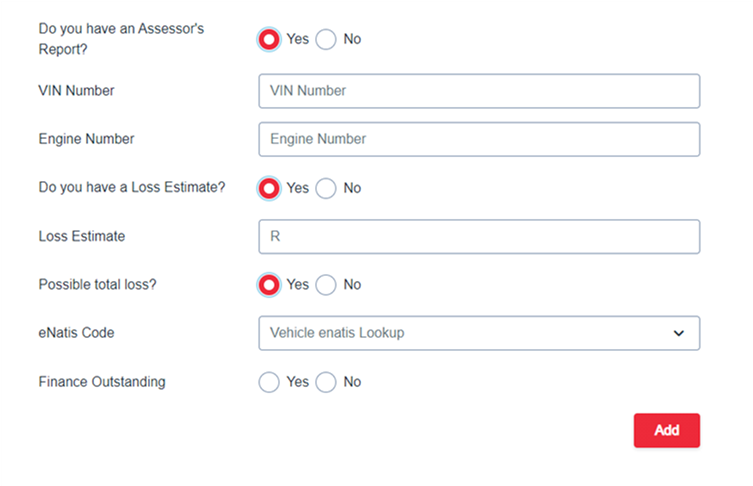 Do you have an Assessor's
Report?
Yes No
VIN Number
VIN Number
Engine Number
Engine Number
Do you have a Loss Estimate?
Yes No
Loss Estimate
R
Possible total loss?
Yes No
eNatis Code
Vehicle enatis Lookup
Finance Outstanding
Yes No
Add